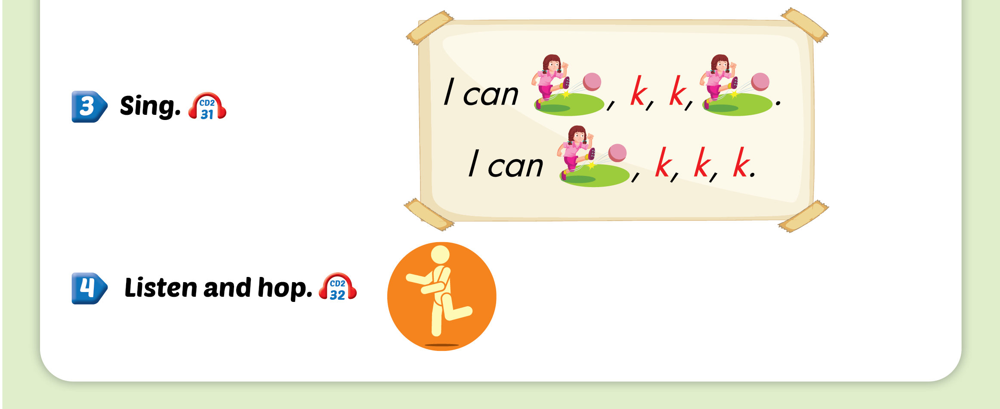 I can , k, k, .
3 Sing. CD2 31
I can , k, k, k.
4 Listen and hop. CD2 32